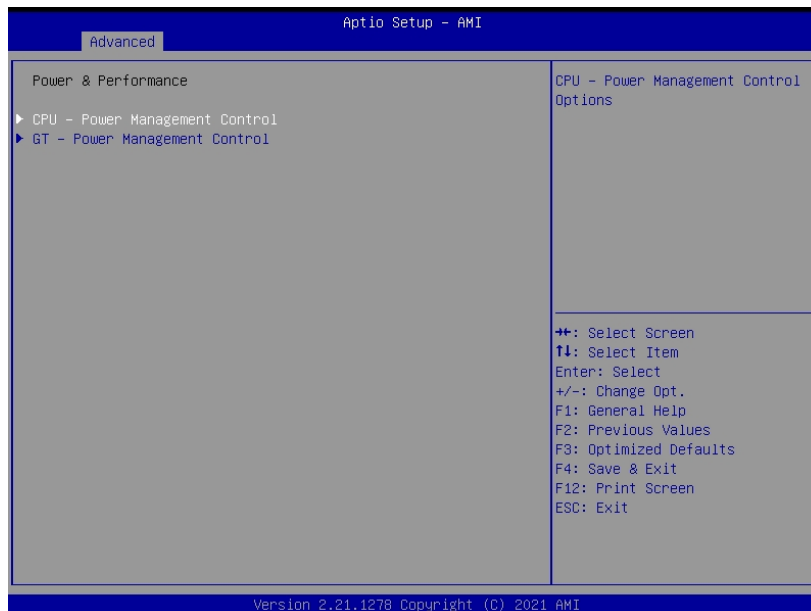 Aptio Setup – AMI
Advanced
Power & Performance
► CPU – Power Management Control
► GT – Power Management Control
CPU – Power Management Control
Options
→←: Select Screen
↑↓: Select Item
Enter: Select
+/-: Change Opt.
F1: General Help
F2: Previous Values
F3: Optimized Defaults
F4: Save & Exit
F12: Print Screen
ESC: Exit
Version 2.21.1278 Copyright (C) 2021 AMI